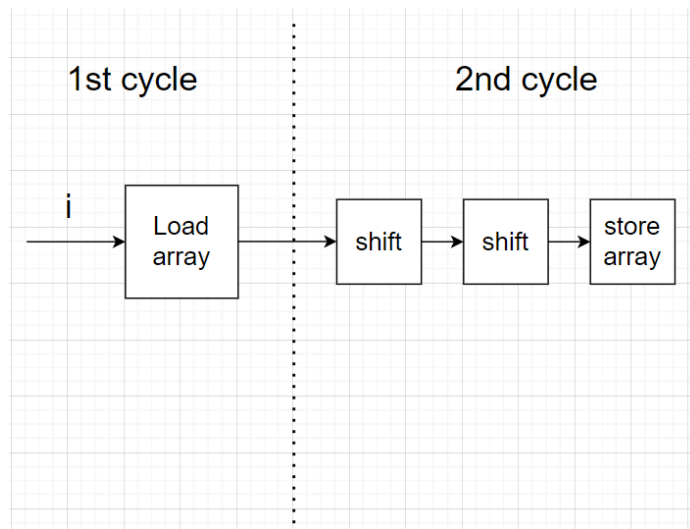 1st cycle
2nd cycle
i
Load
array
shift
shift
store
array